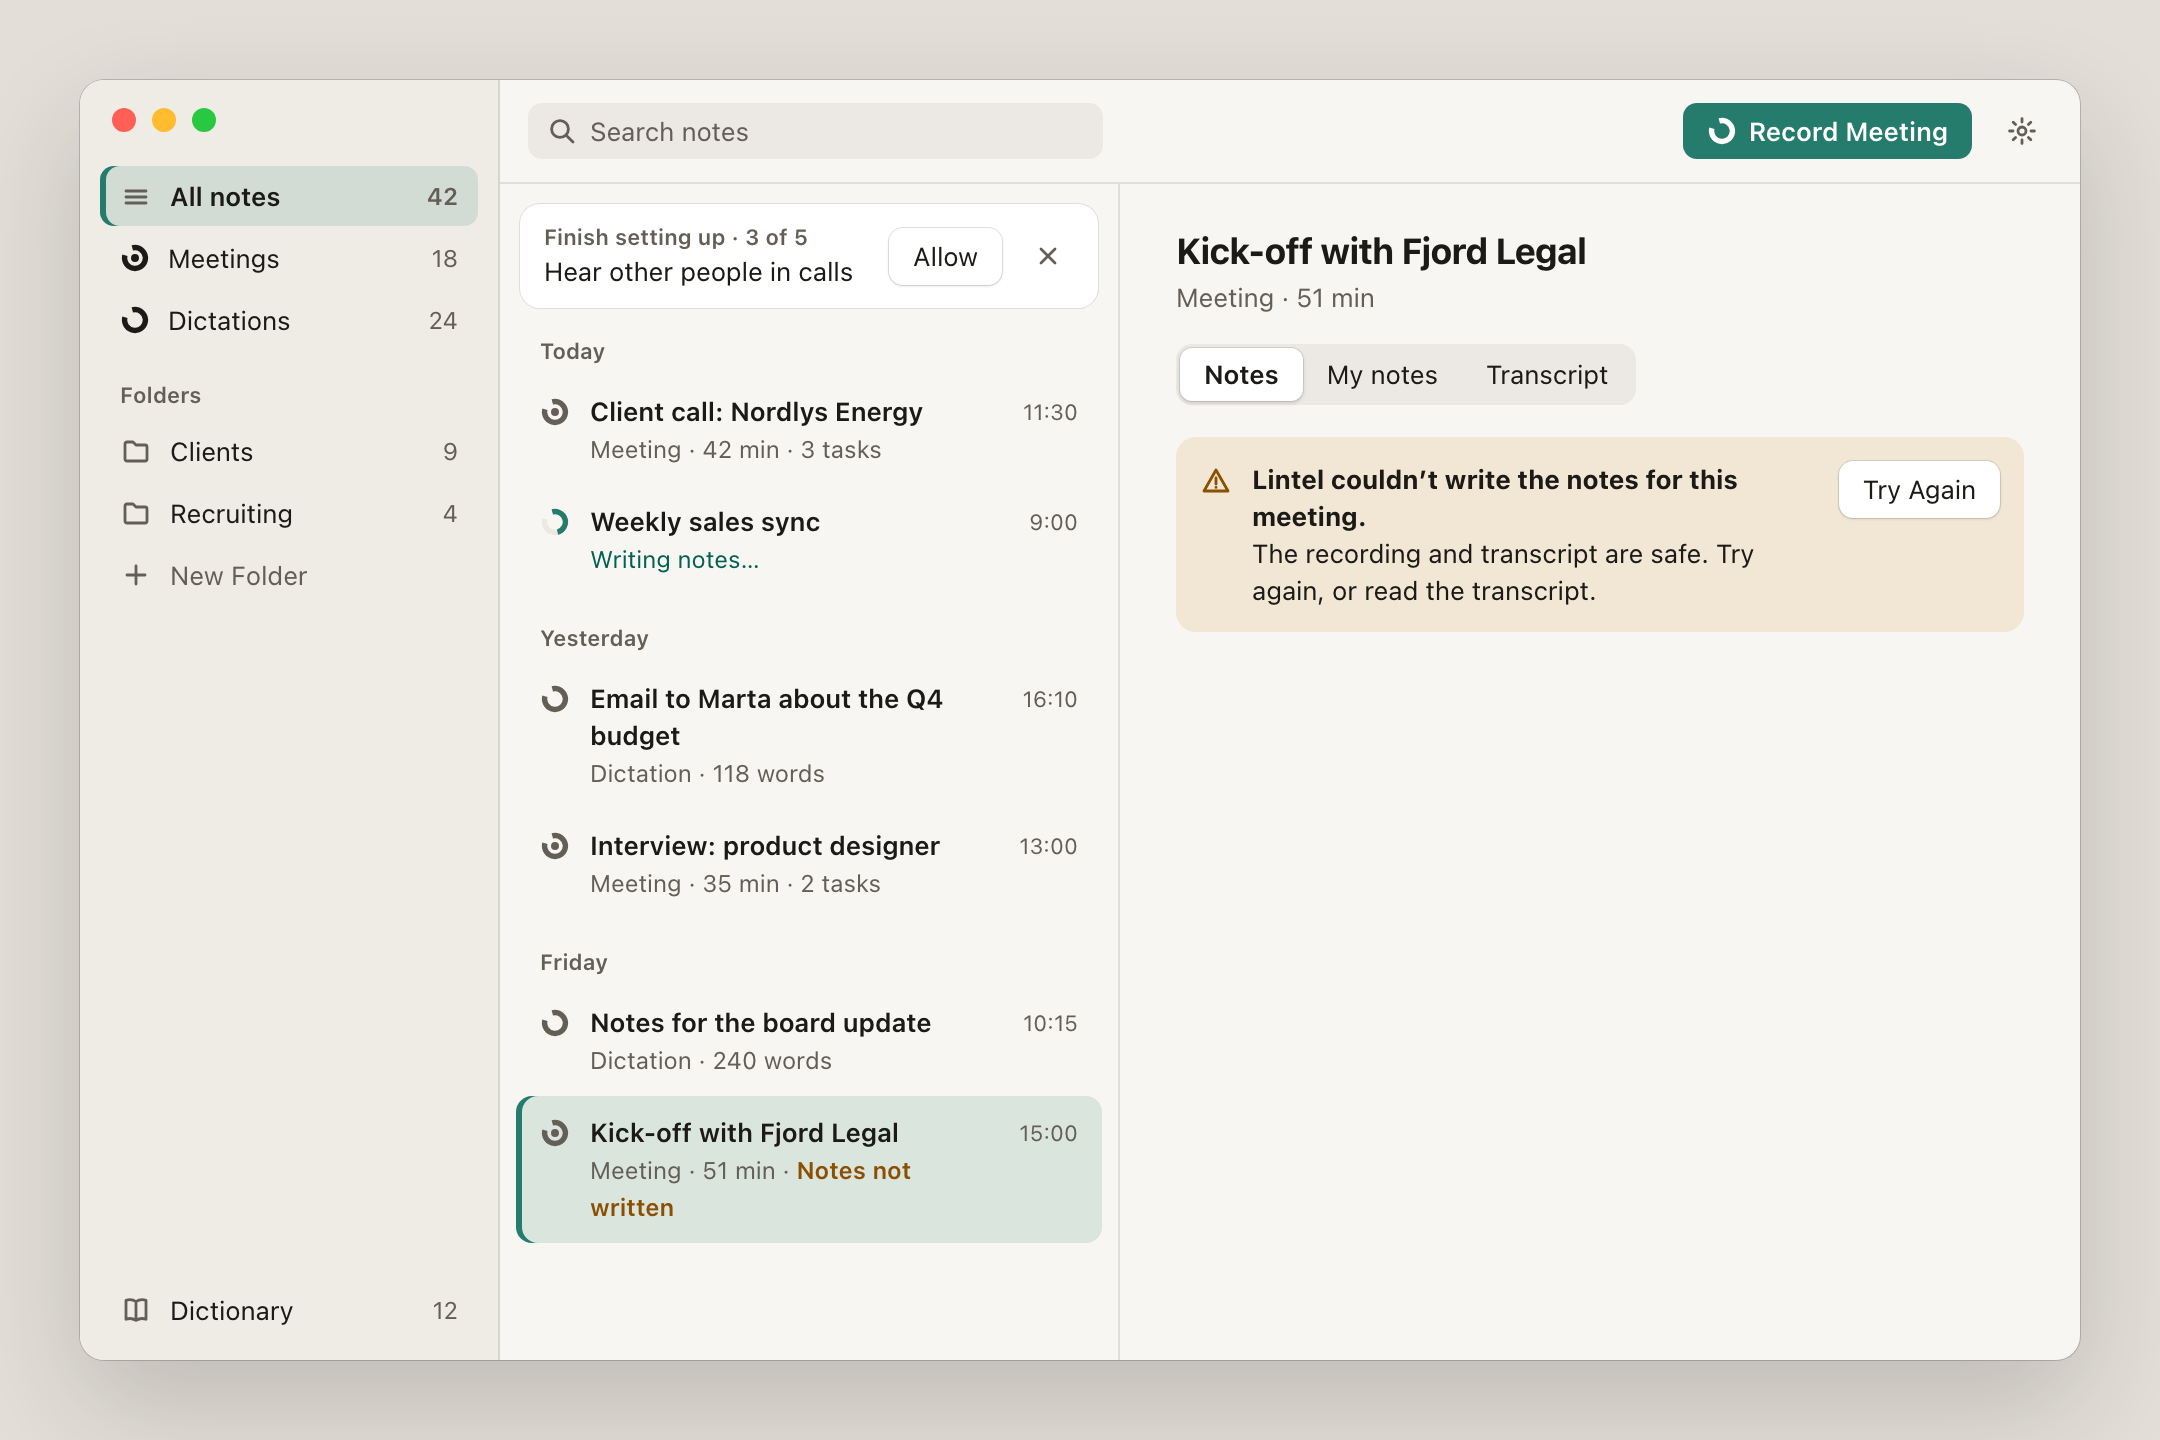 Search notes
Record Meeting
All notes 42
Meetings 18
Dictations 24
Folders
Clients 9
Recruiting 4
New Folder
Dictionary 12
Finish setting up · 3 of 5
Hear other people in calls
Allow
Today
Client call: Nordlys Energy 11:30
Meeting · 42 min · 3 tasks
Weekly sales sync 9:00
Writing notes…
Yesterday
Email to Marta about the Q4 16:10
budget
Dictation · 118 words
Interview: product designer 13:00
Meeting · 35 min · 2 tasks
Friday
Notes for the board update 10:15
Dictation · 240 words
Kick-off with Fjord Legal 15:00
Meeting · 51 min · Notes not
written
Kick-off with Fjord Legal
Meeting · 51 min
Notes My notes Transcript
Lintel couldn’t write the notes for this
meeting.
The recording and transcript are safe. Try
again, or read the transcript.
Try Again